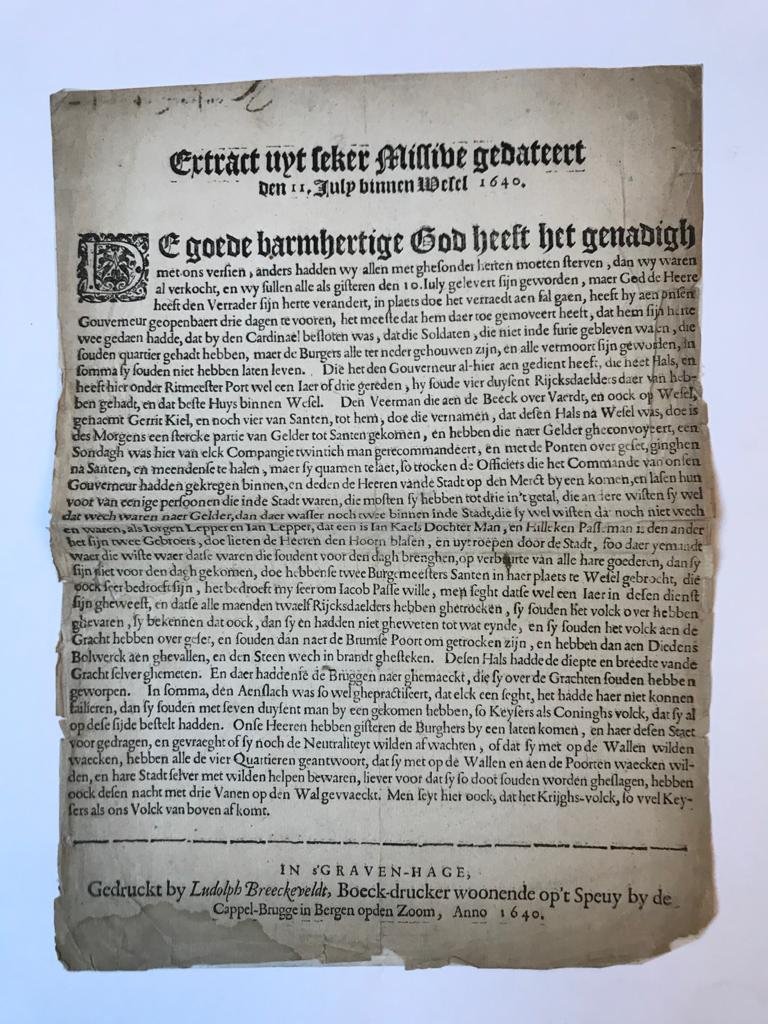 Extract uyt seker Missive gedateert
den 11. July binnen Wesel 1640.
DE goede barmhertige God heeft het genadigh
met ons versien, anders hadden wy allen met ghesonder herten moeten sterven, dan wy waren
al verkocht, en wy sullen alle als gisteren den 10. July gelevert sijn geworden, maer God de Heere
heeft den Verrader sijn herte verandert, in plaets doe het verraedt aen sal gaen, heeft hy aen onsen
Gouverneur geopenbaert drie dagen te vooren, het meeste dat hem daer toe gemoveert heeft, dat hem sijn herte
wee gedaen hadde, dat by den Cardinael besloten was, dat die Soldaten, die niet inde furie gebleven waren, die
souden quartier gehadt hebben, maer de Burgers alle ter neder gehouwen zijn, en alle vermoort sijn geworden, in
somma sy souden niet hebben laten leven. Die het den Gouverneur al-hier aen gedient heeft, die heet Hals, en
heeft hier onder Ritmeester Port wel een Iaer of drie gereden, hy soude vier duysent Rijcksdaelders daer van heb-
ben gehadt, en dat beste Huys binnen Wesel. Den Veerman die aen de Beeck over Vaerdt, en oock op Wesel,
genaemt Gerrit Kiel, en noch vier van Santen, tot hem, doe die vernamen, dat desen Hals na Wesel was, doe is
des Morgens een stercke partie van Gelder tot Santen gekomen, en hebben die naer Gelder gheconvoyeert, een
Sondagh was hier van elck Compangie twintich man gerecommandeert, en met de Ponten over geset, ginghen
na Santen, en meendense te halen, maer sy quamen te laet, so trocken de Officiers die het Commande van onsen
Gouverneur hadden gekregen binnen, en deden de Heeren vande Stadt op den Merct by een komen, en lasen hun
voor van eenige persoonen die inde Stadt waren, die mosten sy hebben tot drie in't getal, die andere wisten sy wel
dat wech waren naer Gelder, dan daer wasser noch twee binnen inde Stadt, die sy wel wisten da noch niet wech
en waren, als Iorgen Lepper en Ian Lepper, dat een is Ian Kaels Dochter Man, en Hilleken Passman is den ander
het sijn twee Gebroers, doe lieten de Heeren den Hoorn blasen, en uytroepen door de Stadt, soo daer yemandt
waer die wiste waer datse waren die soudent voor den dagh brenghen, op verbeurte van alle hare goederen, dan sy
sijn niet voor den dagh gekomen, doe hebbense twee Burgemeesters Santen in haer plaets te Wesel gebrocht, die
oock seer bedroeft sijn, het bedroeft my seer om Iacob Passe wille, men seght datse wel een Iaer in desen dienst
sijn gheweest, en datse alle maenden twaelf Rijcksdaelders hebben ghetrocken, sy souden het volck over hebben
ghevaren, sy bekennen dat oock, dan sy en hadden niet gheweten tot wat eynde, en sy souden het volck aen de
Gracht hebben over geset, en souden dan naer de Brumse Poort om getrocken zijn, en hebben dan aen Diedens
Bolwerck aen ghevallen, en den Steen wech in brandt ghesteken. Desen Hals hadde de diepte en breedte vande
Gracht selver ghemeten. En daer haddense de Bruggen naer ghemaeckt, die sy over de Grachten souden hebben
geworpen. In somma, den Aenslach was so wel ghepractiseert, dat elck een seght, het hadde haer niet konnen
failieren, dan sy souden met seven duysent man by een gekomen hebben, so Keysers als Coninghs volck, dat sy al
op dese sijde bestelt hadden. Onse Heeren hebben gisteren de Burghers by een laten komen, en haer desen Staet
voor gedragen, en gevraeght of sy noch de Neutraliteyt wilden afwachten, of dat sy met op de Wallen wilden
waecken, hebben alle de vier Quartieren geantwoort, dat sy met op de Wallen en aen de Poorten waecken wil-
den, en hare Stadt selver met wilden helpen bewaren, liever voor dat sy so doot souden worden gheslagen, hebben
oock desen nacht met drie Vanen op den Wal gevvaeckt. Men seyt hier oock, dat het Krijghs-volck, so vvel Key-
sers als ons Volck van boven af komt.
IN s'GRAVEN-HAGE,
Gedruckt by Ludolph Breeckeveldt, Boeck-drucker woonende op't Speuy by de
Cappel-Brugge in Bergen opden Zoom, Anno 1640.